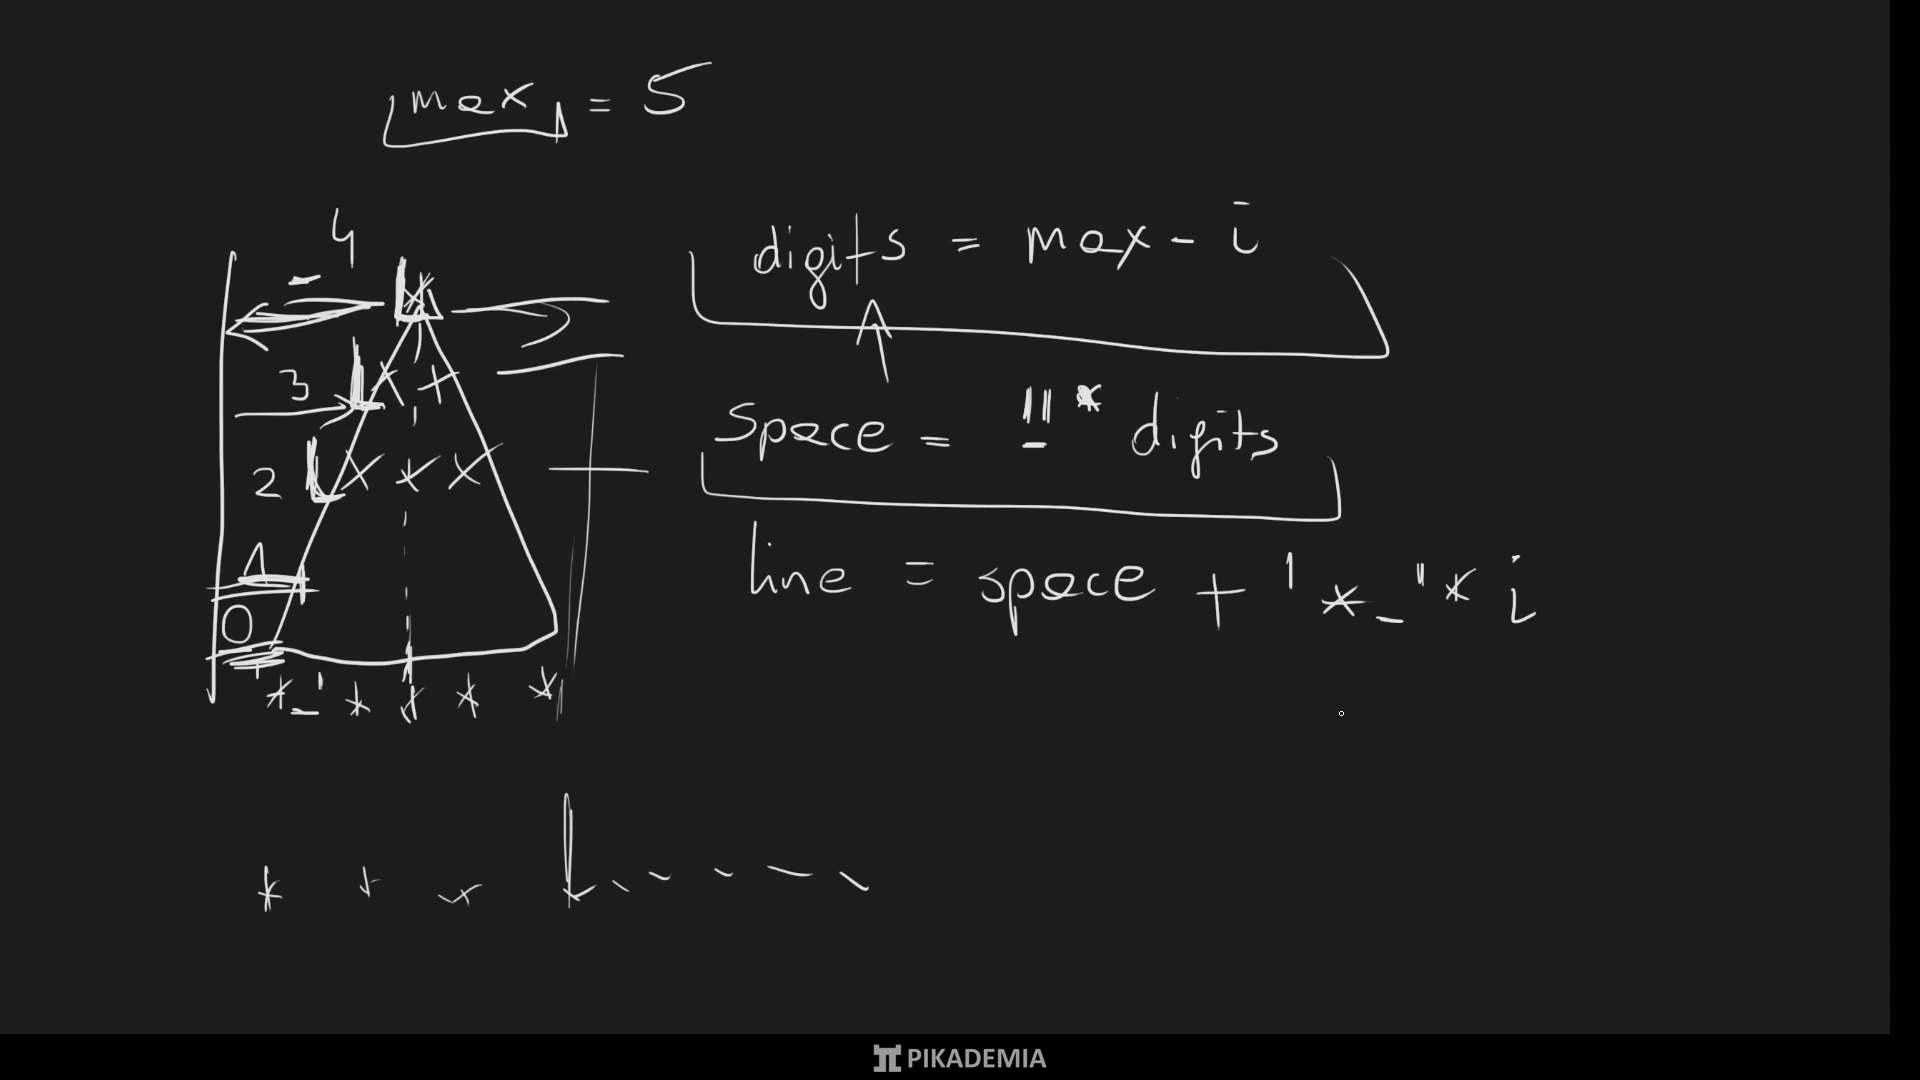 max = 5
4
digits = max - i
3
space = "_" * digits
2
line = space + '*_' * i
1
0
*_' * * * *
* * *
PIKADEMIA